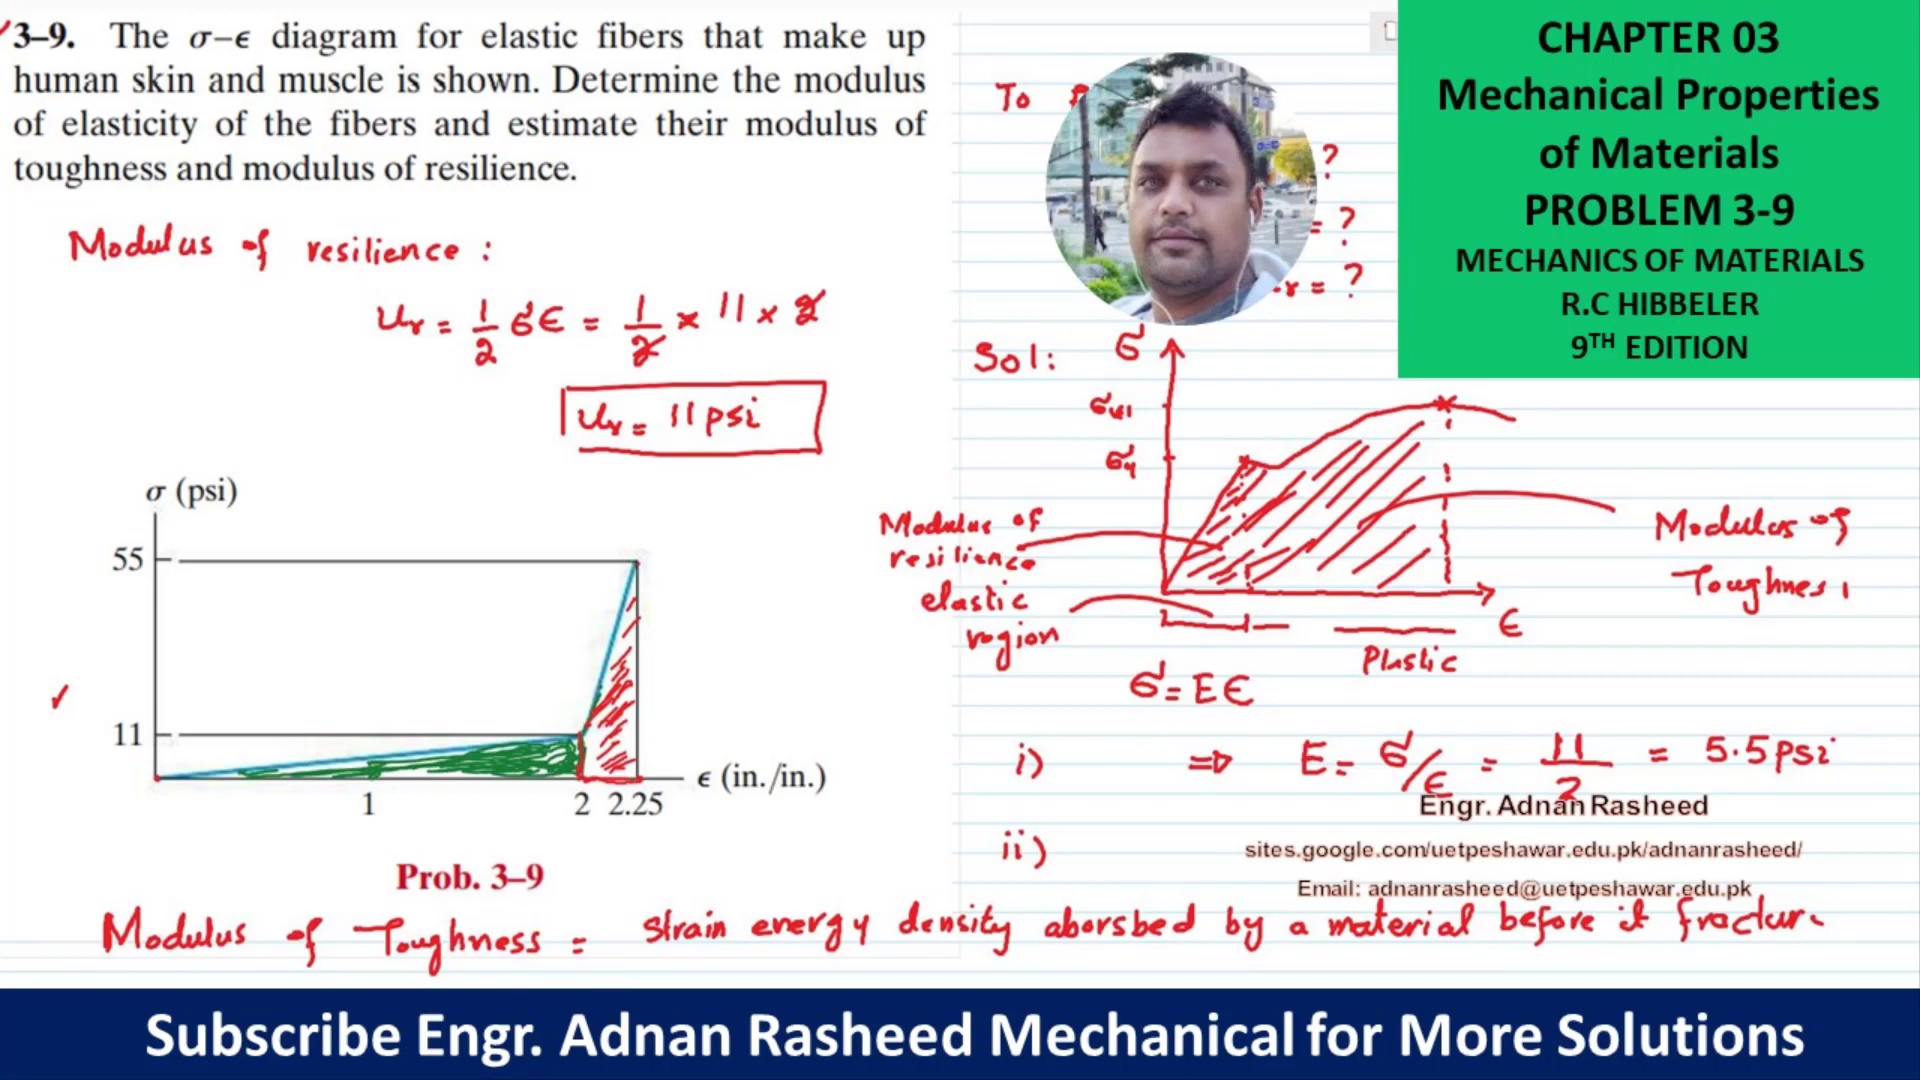 3–9. The σ–ϵ diagram for elastic fibers that make up
human skin and muscle is shown. Determine the modulus
of elasticity of the fibers and estimate their modulus of
toughness and modulus of resilience.
Modulus of resilience :
Ur = 1/2 σϵ = 1/2 × 11 × 2
Ur = 11 psi
σ (psi)
55
11
ϵ (in./in.)
1 2 2.25
Prob. 3–9
To
?
= ?
r = ?
Sol:
σ
σu
σy
Modulus of
resilience
elastic
region
Modulus of
Toughness
ϵ
Plastic
σ = Eϵ
i) ⇒ E = σ/ϵ = 11/2 = 5.5 psi
Engr. Adnan Rasheed
ii)
sites.google.com/uetpeshawar.edu.pk/adnanrasheed/
Email: adnanrasheed@uetpeshawar.edu.pk
Modulus of Toughness = strain energy density aborsbed by a material before it fracture
CHAPTER 03
Mechanical Properties
of Materials
PROBLEM 3-9
MECHANICS OF MATERIALS
R.C HIBBELER
9TH EDITION
Subscribe Engr. Adnan Rasheed Mechanical for More Solutions